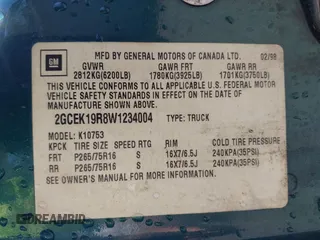 GM
MFD BY GENERAL MOTORS OF CANADA LTD. 02/98
GVWR GAWR FRT GAWR RR
2812KG(6200LB) 1780KG(3925LB) 1701KG(3750LB)
THIS VEHICLE CONFORMS TO ALL APPLICABLE U.S. FEDERAL MOTOR
VEHICLE SAFETY STANDARDS IN EFFECT ON THE DATE OF
MANUFACTURE SHOWN ABOVE.
2GCEK19R8W1234004 TYPE: TRUCK
MODEL: K10753
KPCK TIRE SIZE SPEED RTG RIM COLD TIRE PRESSURE
FRT P265/75R16 S 16X7/6.5J 240KPA(35PSI)
RR P265/75R16 S 16X7/6.5J 240KPA(35PSI)
SEE OWNER'S MANUAL FOR ADDITIONAL INFORMATION.
DREAMBID